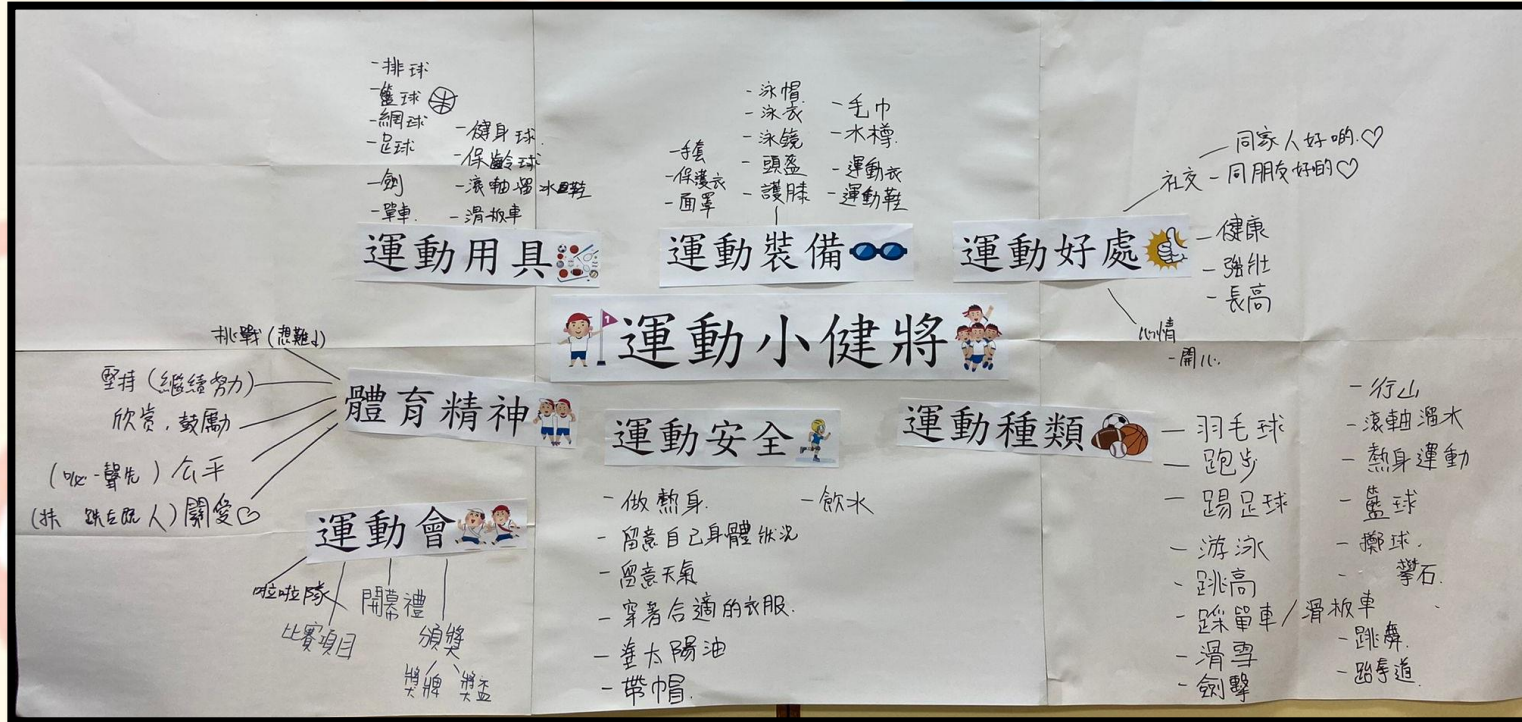 - 排球
- 籃球
- 網球
- 足球
- 劍
- 單車
- 健身球
- 保齡球
- 滾軸溜冰鞋
- 滑板車
運動用具
- 手套
- 保護衣
- 面罩
- 泳帽
- 泳衣
- 泳鏡
- 頭盔
- 護膝
- 毛巾
- 水樽
- 運動衣
- 運動鞋
運動裝備
社交
- 同家人好啲♡
- 同朋友好啲♡
運動好處
- 健康
- 強壯
- 長高
心情
- 開心
1
運動小健將
體育精神
挑戰
堅持(繼續努力)
欣赏,鼓勵
公平
關愛♡
運動會
啦啦隊
比賽項目
開幕禮
頒獎
獎牌 獎盃
運動安全
- 做熱身
- 飲水
- 留意自己身體狀況
- 留意天氣
- 穿著合適的衣服.
太陽油
- 帶帽
運動種類
- 羽毛球
- 跑步
- 踢足球
- 游泳
- 跳高
- 踩單車/滑板車
- 滑雪
- 劍擊
- 行山
- 滾軸溜冰
- 熱身運動
- 籃球
- 擲球
- 攀石
- 跳舞
- 跆拳道